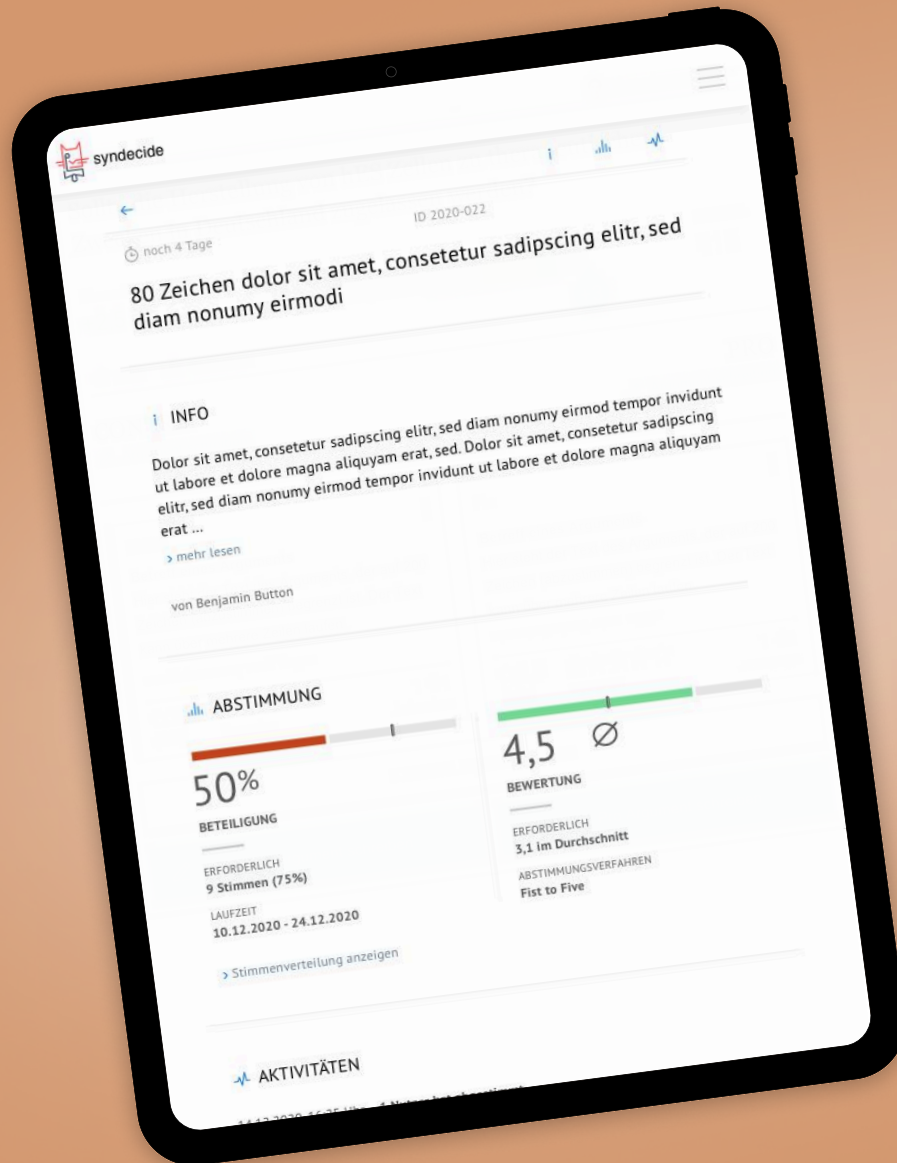 syndecide
noch 4 Tage
ID 2020-022
80 Zeichen dolor sit amet, consetetur sadipscing elitr, sed
diam nonumy eirmodi
INFO
Dolor sit amet, consetetur sadipscing elitr, sed diam nonumy eirmod tempor invidunt
ut labore et dolore magna aliquyam erat, sed. Dolor sit amet, consetetur sadipscing
elitr, sed diam nonumy eirmod tempor invidunt ut labore et dolore magna aliquyam
erat ...
> mehr lesen
von Benjamin Button
ABSTIMMUNG
50%
BETEILIGUNG
ERFORDERLICH
9 Stimmen (75%)
LAUFZEIT
10.12.2020 - 24.12.2020
> Stimmenverteilung anzeigen
4,5 Ø
BEWERTUNG
ERFORDERLICH
3,1 im Durchschnitt
ABSTIMMUNGSVERFAHREN
Fist to Five
AKTIVITÄTEN